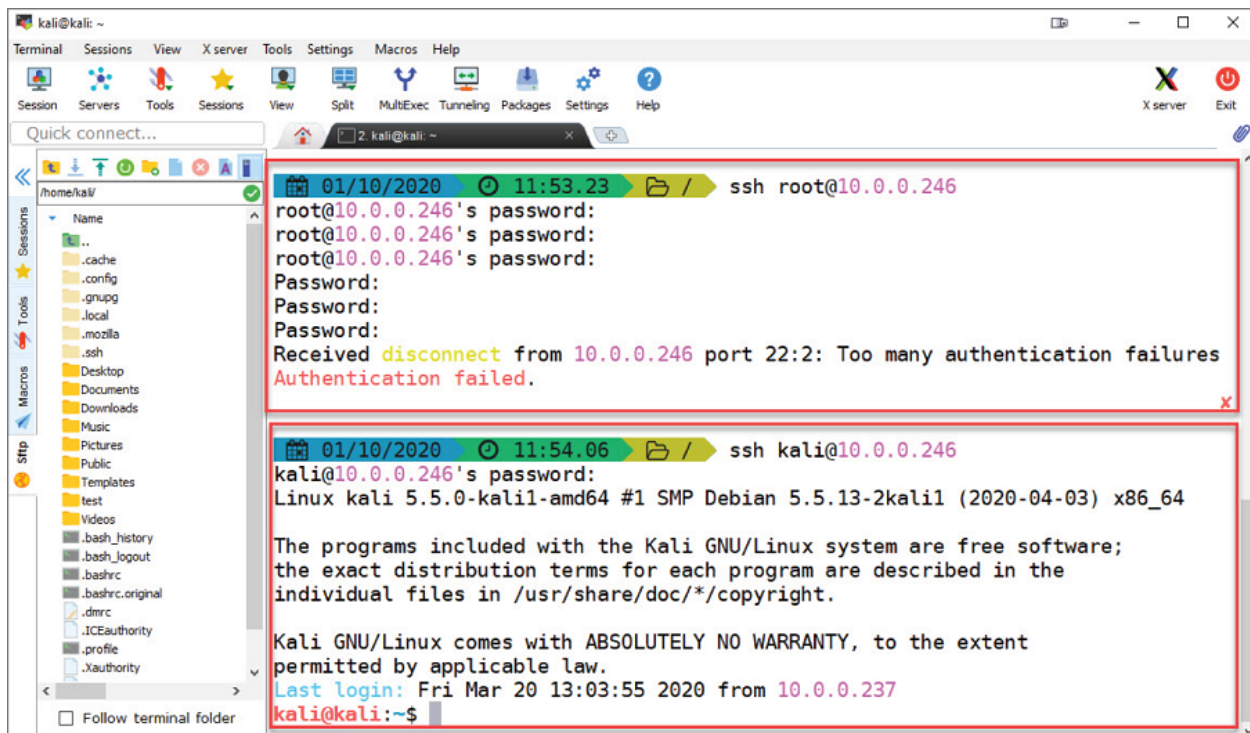 kali@kali: ~
Terminal Sessions View X server Tools Settings Macros Help
Session Servers Tools Sessions View Split MultiExec Tunneling Packages Settings Help X server Exit
Quick connect...
2. kali@kali: ~
/home/kali/
Name
..
.cache
.config
.gnupg
.local
.mozilla
.ssh
Desktop
Documents
Downloads
Music
Pictures
Public
Templates
test
Videos
.bash_history
.bash_logout
.bashrc
.bashrc.original
.dmrc
.ICEauthority
.profile
.Xauthority
Follow terminal folder
Sessions
Tools
Macros
Sftp
01/10/2020 11:53.23 / ssh root@10.0.0.246
root@10.0.0.246's password:
root@10.0.0.246's password:
root@10.0.0.246's password:
Password:
Password:
Password:
Received disconnect from 10.0.0.246 port 22:2: Too many authentication failures
Authentication failed.
01/10/2020 11:54.06 / ssh kali@10.0.0.246
kali@10.0.0.246's password:
Linux kali 5.5.0-kali1-amd64 #1 SMP Debian 5.5.13-2kali1 (2020-04-03) x86_64
The programs included with the Kali GNU/Linux system are free software;
the exact distribution terms for each program are described in the
individual files in /usr/share/doc/*/copyright.
Kali GNU/Linux comes with ABSOLUTELY NO WARRANTY, to the extent
permitted by applicable law.
Last login: Fri Mar 20 13:03:55 2020 from 10.0.0.237
kali@kali:~$